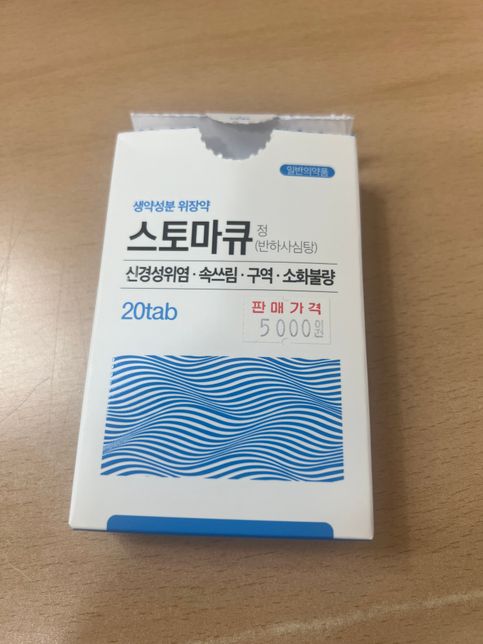 일반의약품
생약성분 위장약
스토마큐 정
(반하사심탕)
신경성위염·속쓰림·구역·소화불량
20tab
판매가격
5000원